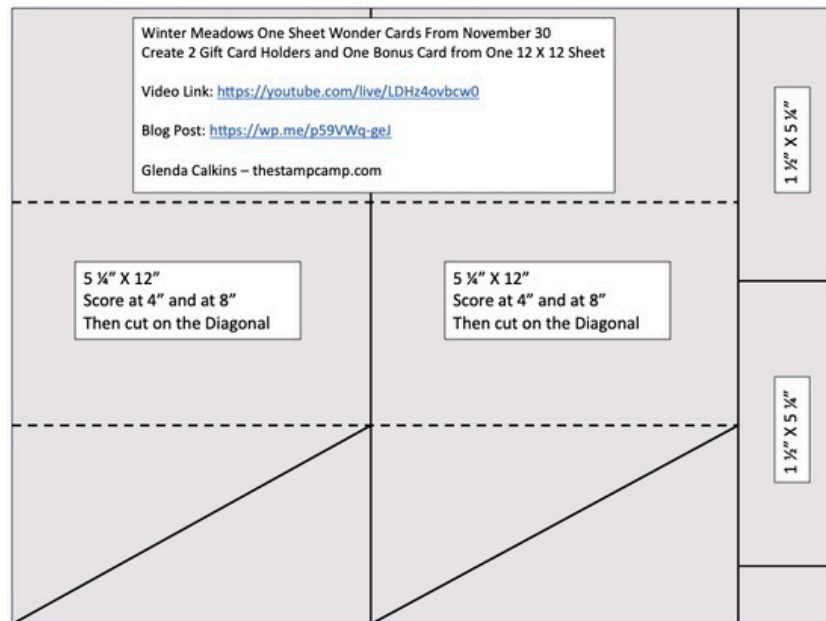 Winter Meadows One Sheet Wonder Cards From November 30
Create 2 Gift Card Holders and One Bonus Card from One 12 X 12 Sheet
Video Link: https://youtube.com/live/LDHz4ovbcw0
Blog Post: https://wp.me/p59VWq-geJ
Glenda Calkins – thestampcamp.com
1 ½” X 5 ¼”
5 ¼” X 12”
Score at 4” and at 8”
Then cut on the Diagonal
5 ¼” X 12”
Score at 4” and at 8”
Then cut on the Diagonal
1 ½” X 5 ¼”